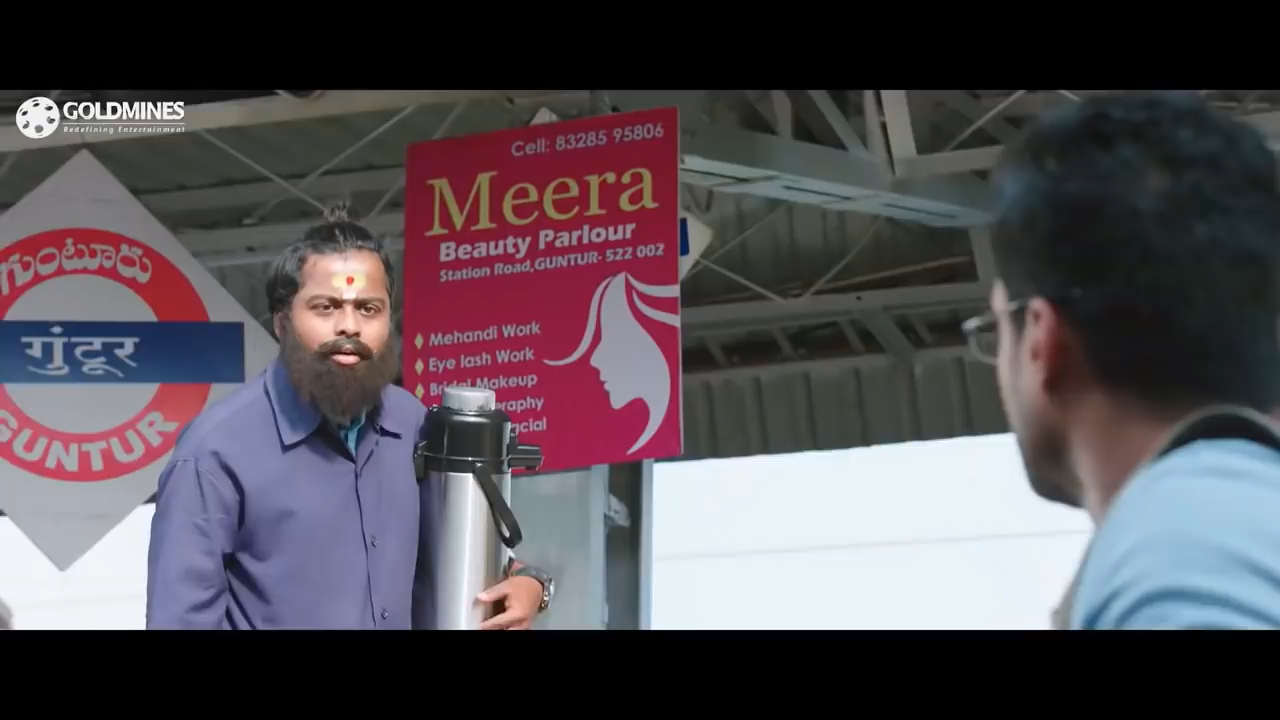 GOLDMINES
Redefining Entertainment
గుంటూరు
गुंटूर
GUNTUR
Cell: 83285 95806
Meera
Beauty Parlour
Station Road,GUNTUR- 522 002
Mehandi Work
Eye lash Work
Bridal Makeup